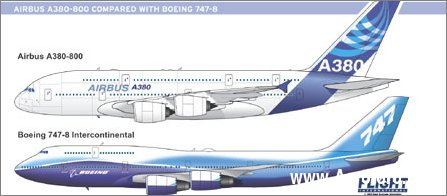 AIRBUS A380-800 COMPARED WITH BOEING 747-8
Airbus A380-800
A380
AIRBUS A380
Boeing 747-8 Intercontinental
747
BOEING
FLIGHT
INTERNATIONAL